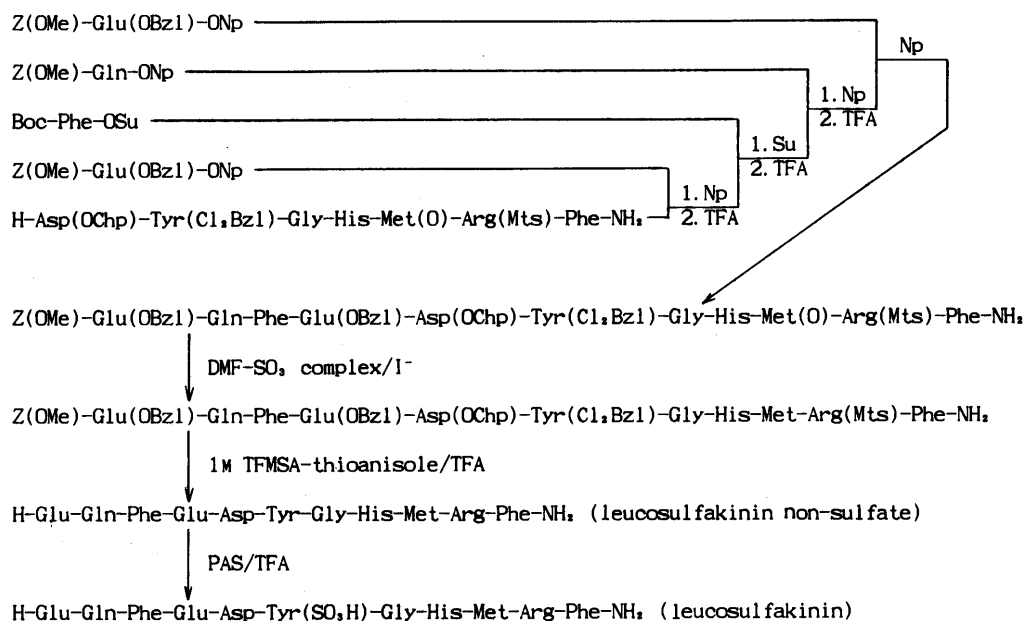 Z(OMe)-Glu(OBzl)-ONp
Np
Z(OMe)-Gln-ONp
1. Np
2. TFA
Boc-Phe-OSu
1. Su
2. TFA
Z(OMe)-Glu(OBzl)-ONp
1. Np
2. TFA
H-Asp(OChp)-Tyr(Cl₂Bzl)-Gly-His-Met(O)-Arg(Mts)-Phe-NH₂
Z(OMe)-Glu(OBzl)-Gln-Phe-Glu(OBzl)-Asp(OChp)-Tyr(Cl₂Bzl)-Gly-His-Met(O)-Arg(Mts)-Phe-NH₂
DMF-SO₃ complex/I⁻
Z(OMe)-Glu(OBzl)-Gln-Phe-Glu(OBzl)-Asp(OChp)-Tyr(Cl₂Bzl)-Gly-His-Met-Arg(Mts)-Phe-NH₂
1M TFMSA-thioanisole/TFA
H-Glu-Gln-Phe-Glu-Asp-Tyr-Gly-His-Met-Arg-Phe-NH₂ (leucosulfakinin non-sulfate)
PAS/TFA
H-Glu-Gln-Phe-Glu-Asp-Tyr(SO₃H)-Gly-His-Met-Arg-Phe-NH₂ (leucosulfakinin)